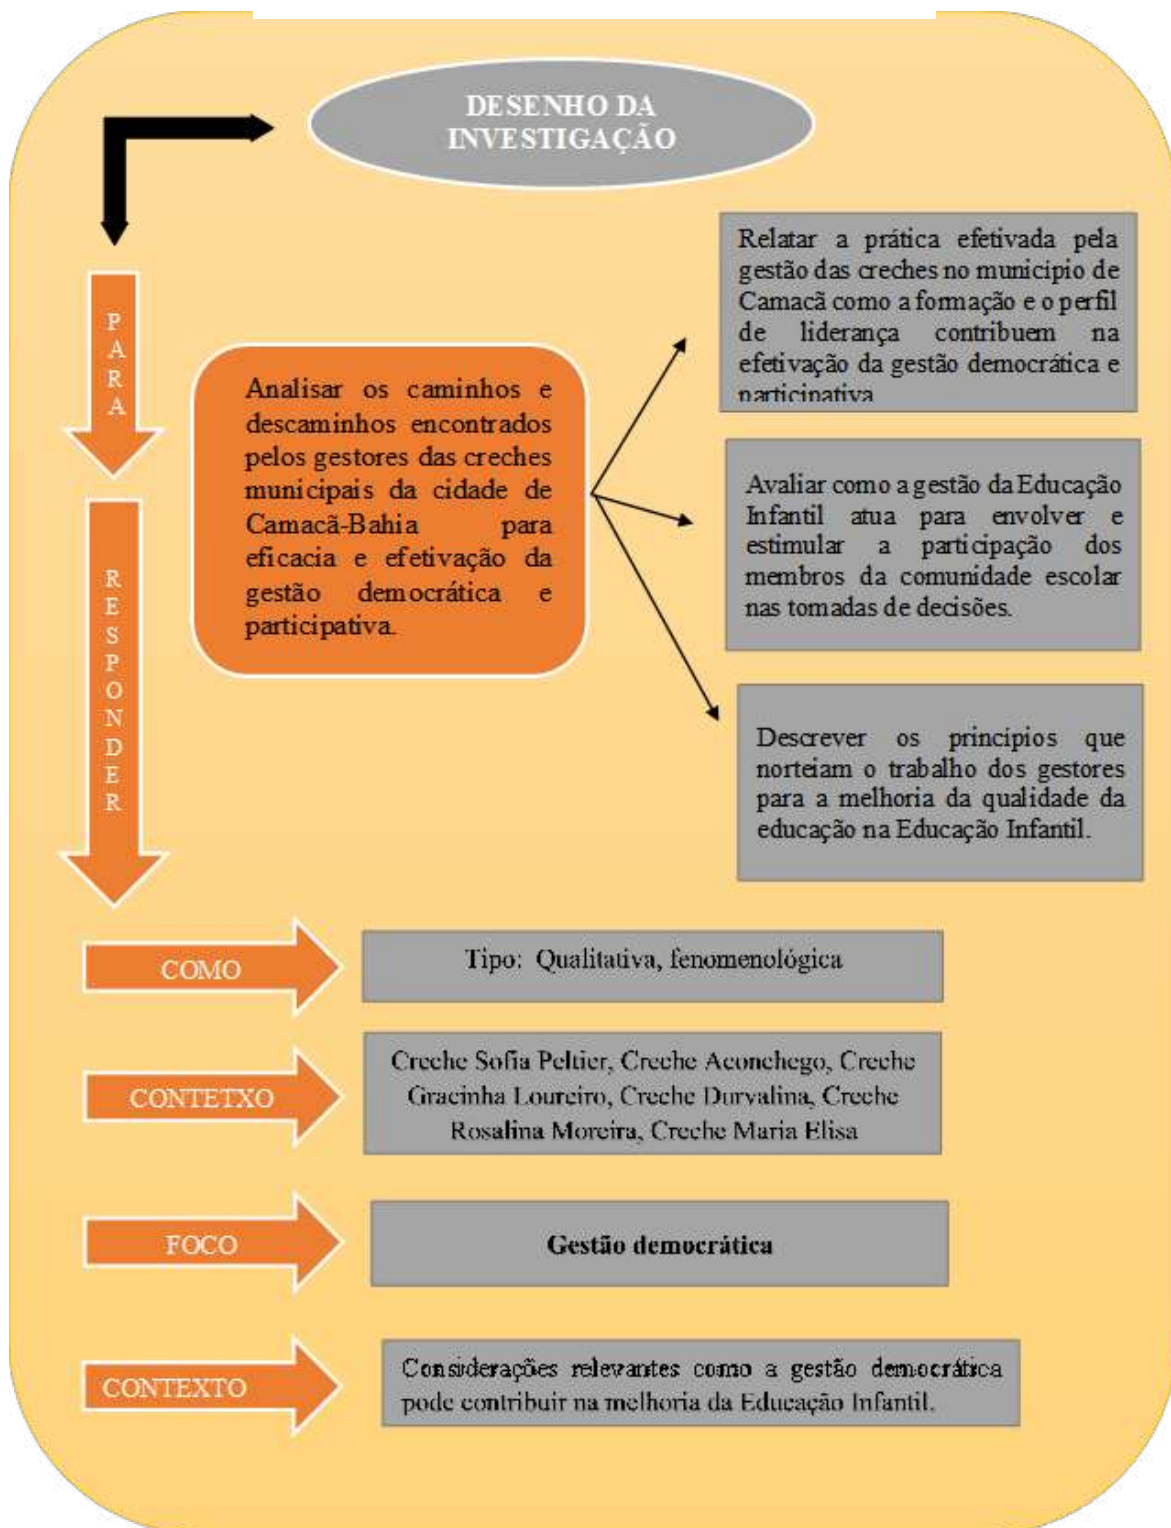 DESENHO DA
INVESTIGAÇÃO
PARA
Relatar a prática efetivada pela
gestão das creches no município de
Camacã como a formação e o perfil
de liderança contribuem na
efetivação da gestão democrática e
participativa
Analisar os caminhos e
descaminhos encontrados
pelos gestores das creches
municipais da cidade de
Camacã-Bahia para
eficacia e efetivação da
gestão democrática e
participativa.
Avaliar como a gestão da Educação
Infantil atua para envolver e
estimular a participação dos
membros da comunidade escolar
nas tomadas de decisões.
RESPONDER
Descrever os principios que
norteiam o trabalho dos gestores
para a melhoria da qualidade da
educação na Educação Infantil.
COMO
Tipo: Qualitativa, fenomenológica
CONTETXO
Creche Sofia Peltier, Creche Aconchego, Creche
Gracinha Loureiro, Creche Durvalina, Creche
Rosalina Moreira, Creche Maria Elisa
FOCO
Gestão democrática
CONTEXTO
Considerações relevantes como a gestão democrática
pode contribuir na melhoria da Educação Infantil.